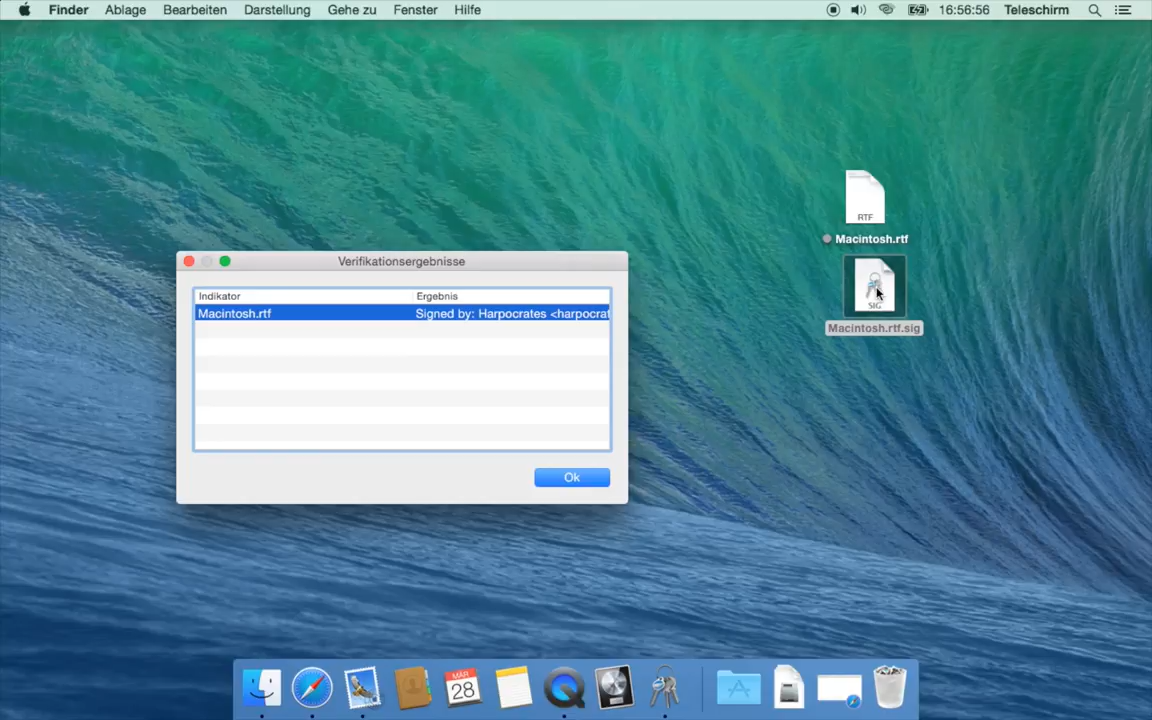 Finder Ablage Bearbeiten Darstellung Gehe zu Fenster Hilfe 16:56:56 Teleschirm
RTF
Macintosh.rtf
SIG
Macintosh.rtf.sig
Verifikationsergebnisse
Indikator Ergebnis
Macintosh.rtf Signed by: Harpocrates <harpocrat
Ok
MÄR
28